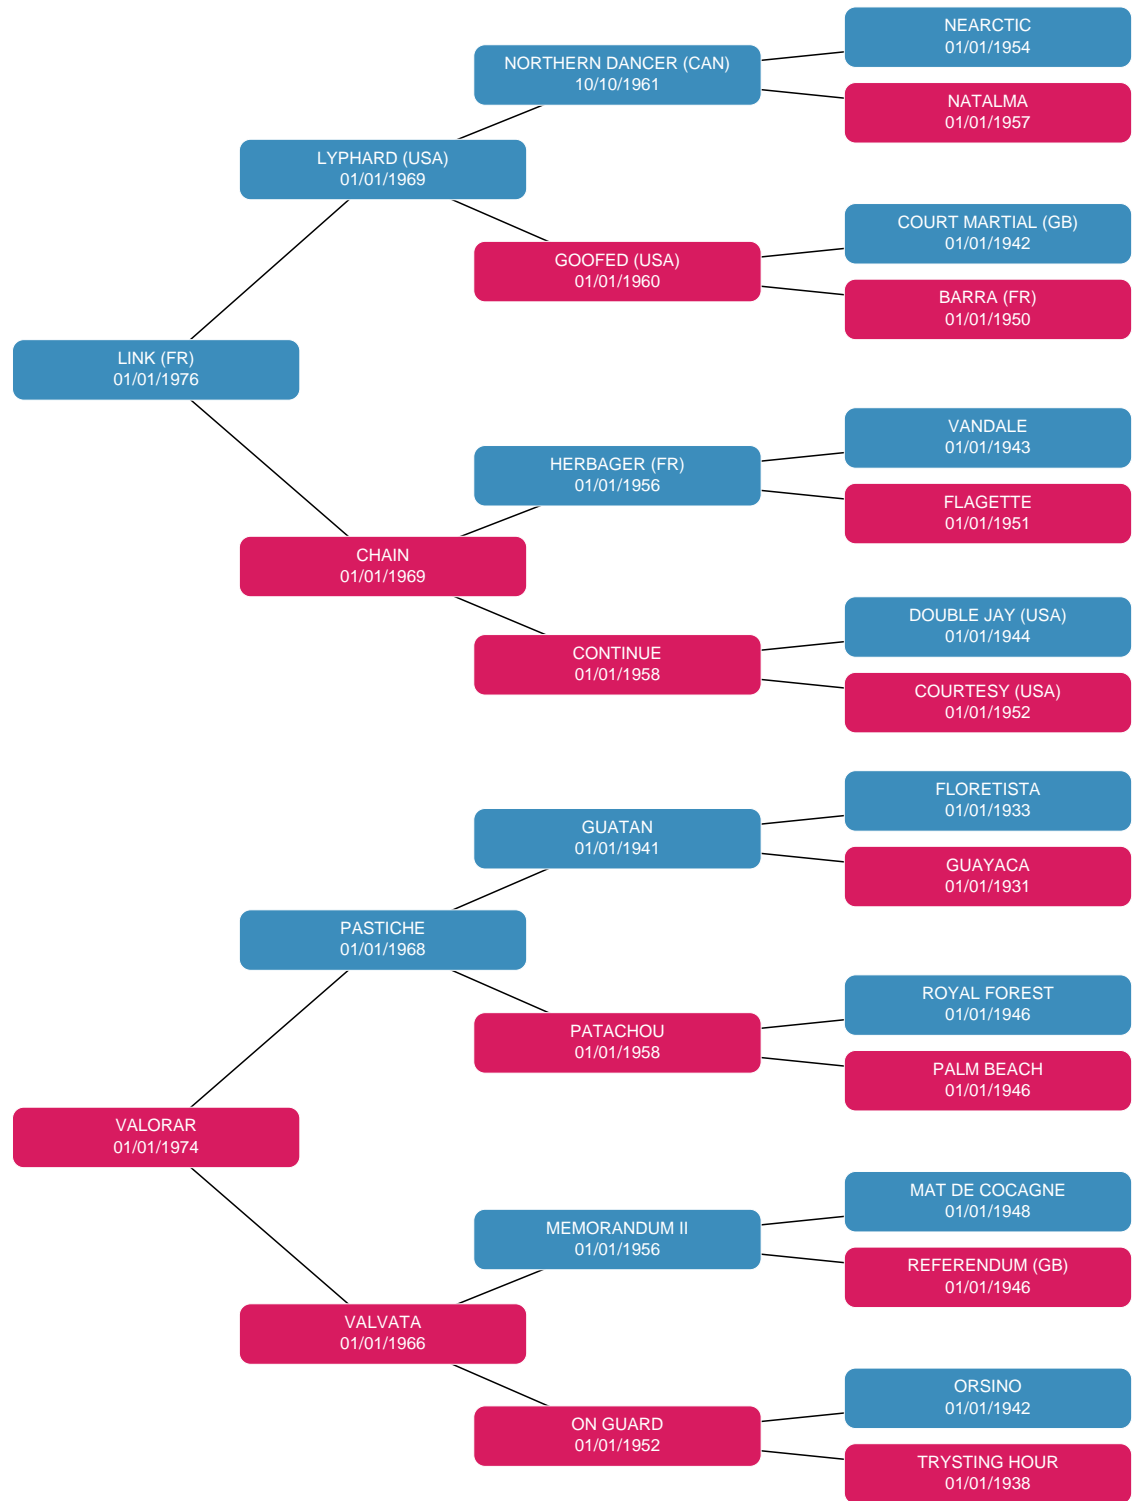 NEARCTIC
01/01/1954
NORTHERN DANCER (CAN)
10/10/1961
NATALMA
01/01/1957
LYPHARD (USA)
01/01/1969
COURT MARTIAL (GB)
01/01/1942
GOOFED (USA)
01/01/1960
BARRA (FR)
01/01/1950
LINK (FR)
01/01/1976
VANDALE
01/01/1943
HERBAGER (FR)
01/01/1956
FLAGETTE
01/01/1951
CHAIN
01/01/1969
DOUBLE JAY (USA)
01/01/1944
CONTINUE
01/01/1958
COURTESY (USA)
01/01/1952
FLORETISTA
01/01/1933
GUATAN
01/01/1941
GUAYACA
01/01/1931
PASTICHE
01/01/1968
ROYAL FOREST
01/01/1946
PATACHOU
01/01/1958
PALM BEACH
01/01/1946
VALORAR
01/01/1974
MAT DE COCAGNE
01/01/1948
MEMORANDUM II
01/01/1956
REFERENDUM (GB)
01/01/1946
VALVATA
01/01/1966
ORSINO
01/01/1942
ON GUARD
01/01/1952
TRYSTING HOUR
01/01/1938